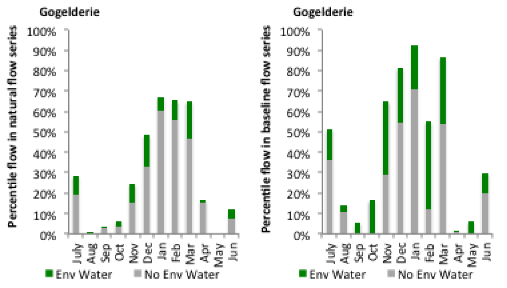 Gogelderie
Percentile flow in natural flow series
100%
90%
80%
70%
60%
50%
40%
30%
20%
10%
0%
July Aug Sep Oct Nov Dec Jan Feb Mar Apr May Jun
Env Water No Env Water
Gogelderie
Percentile flow in baseline flow series
100%
90%
80%
70%
60%
50%
40%
30%
20%
10%
0%
July Aug Sep Oct Nov Dec Jan Feb Mar Apr May Jun
Env Water No Env Water